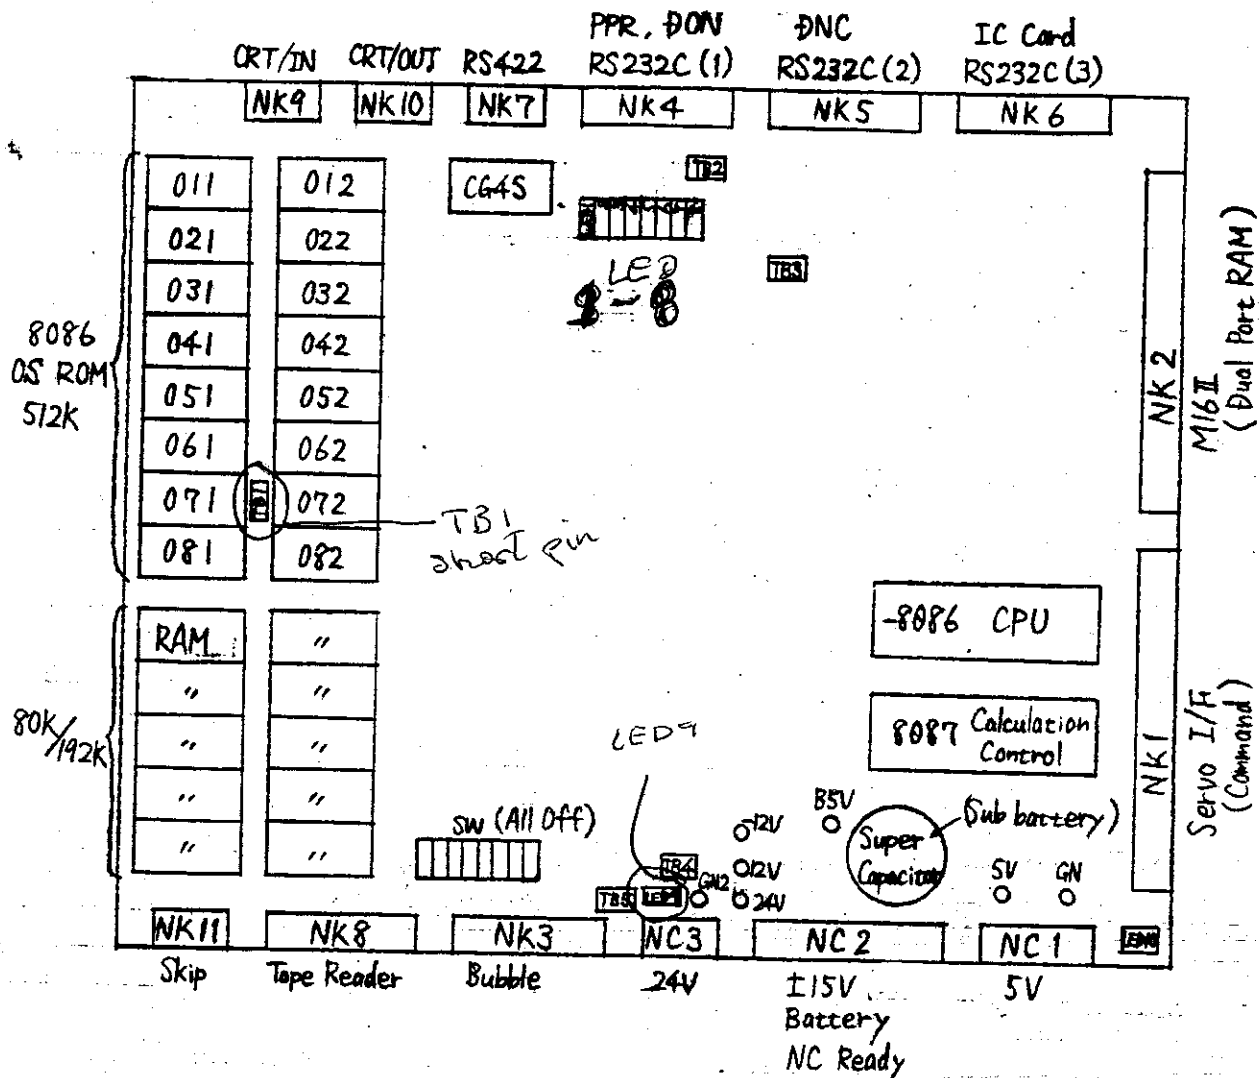 PPR, DON
DNC
IC Card
CRT/IN
CRT/OUT
RS422
RS232C (1)
RS232C (2)
RS232C (3)
NK9
NK10
NK7
NK4
NK5
NK6
8086
OS ROM
512K
011
012
021
022
031
032
041
042
051
052
061
062
071
072
081
082
CG4S
TB2
LED
TB3
TB1
short pin
NK2
M16II
(Dual Port RAM)
80K/192K
RAM
〃
〃
〃
〃
〃
〃
〃
〃
〃
-8086 CPU
8087 Calculation
Control
NK1
Servo I/F
(Command)
LED9
SW (All Off)
TB4
TB5
GN2
-12V
12V
24V
B5V
Super
Capacitor
(Sub battery)
5V
GN
NK11
NK8
NK3
NC3
NC2
NC1
Skip
Tape Reader
Bubble
24V
±15V
5V
Battery
NC Ready